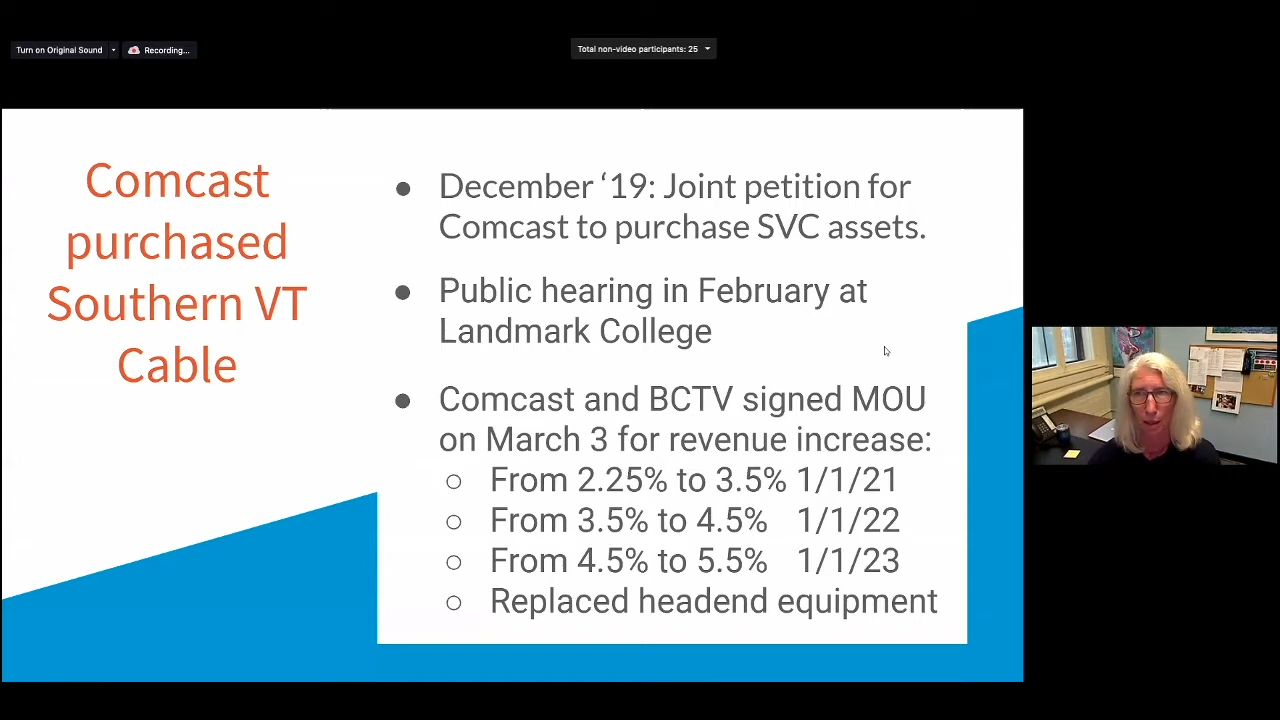 Turn on Original Sound
Recording...
Total non-video participants: 25
Comcast
purchased
Southern VT
Cable
● December ‘19: Joint petition for
Comcast to purchase SVC assets.
● Public hearing in February at
Landmark College
● Comcast and BCTV signed MOU
on March 3 for revenue increase:
○ From 2.25% to 3.5% 1/1/21
○ From 3.5% to 4.5% 1/1/22
○ From 4.5% to 5.5% 1/1/23
○ Replaced headend equipment